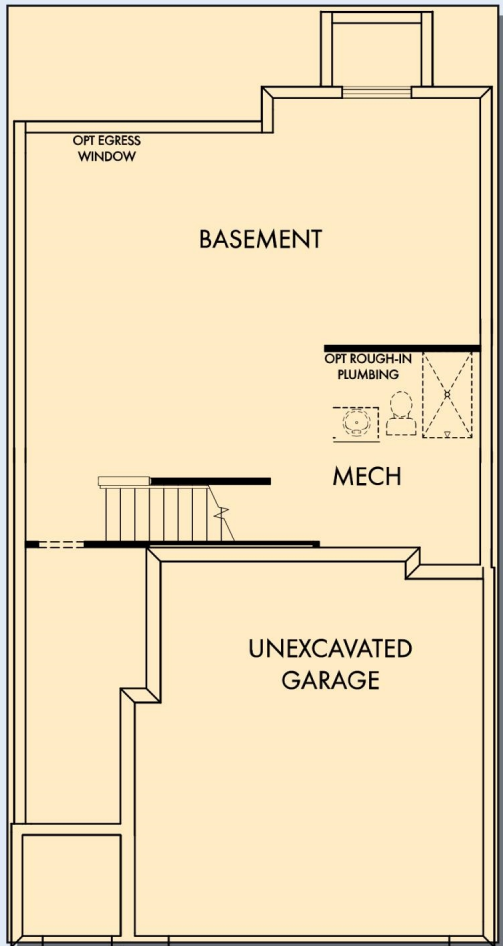 OPT EGRESS
WINDOW
BASEMENT
OPT ROUGH-IN
PLUMBING
MECH
UNEXCAVATED
GARAGE